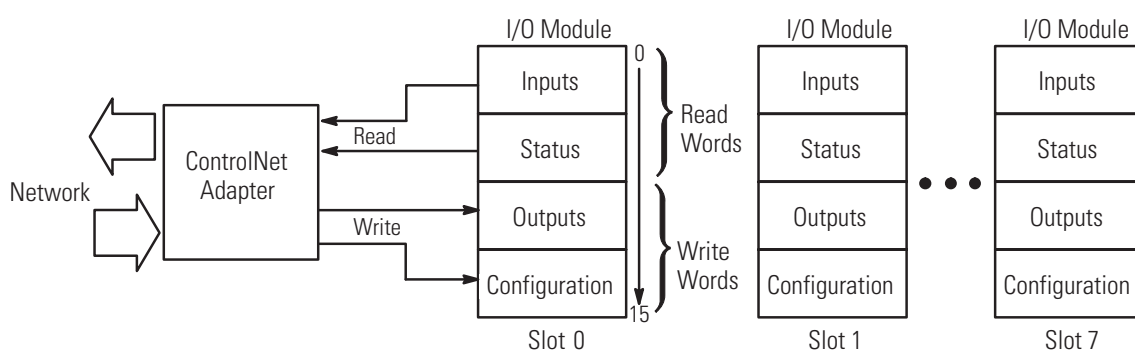 I/O Module
I/O Module
I/O Module
0
Inputs
Inputs
Inputs
Read
Words
Read
ControlNet
Adapter
Status
Status
Status
Network
Outputs
Outputs
Outputs
Write
Write
Words
Configuration
Configuration
Configuration
15
Slot 0
Slot 1
Slot 7